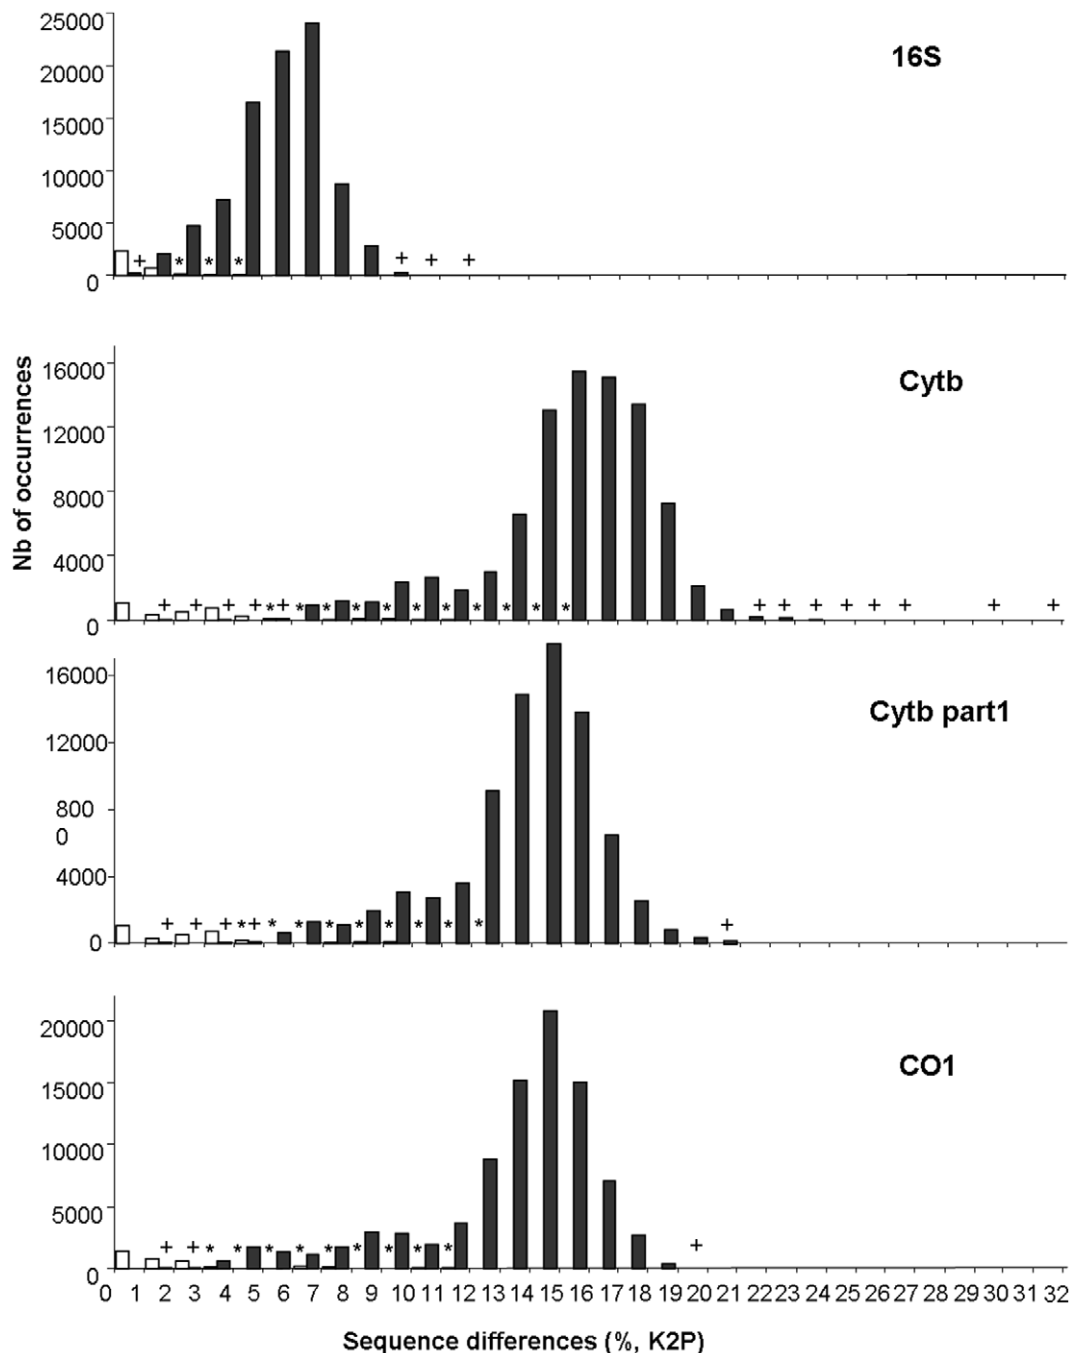 25000
20000
15000
10000
5000
0
16S
+ * * * + + +
Nb of occurrences
16000
12000
8000
4000
0
Cytb
+ + + + * + * * * * * * * * * * + + + + + + + +
16000
12000
800
0
4000
0
Cytb part1
+ + + * + * * * * * * * * +
20000
15000
10000
5000
0
CO1
+ + * * * * * * * * +
0 1 2 3 4 5 6 7 8 9 10 11 12 13 14 15 16 17 18 19 20 21 22 23 24 25 26 27 28 29 30 31 32
Sequence differences (%, K2P)